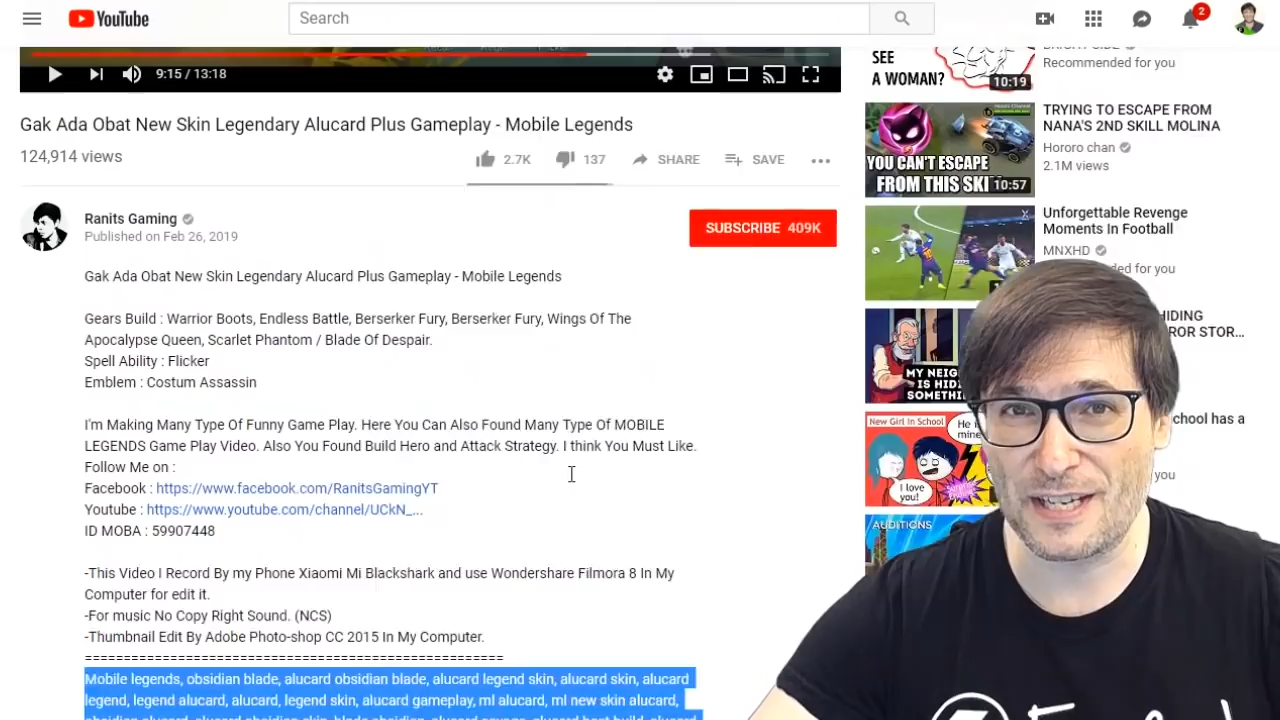 YouTube
Search
2
9:15 / 13:18
Gak Ada Obat New Skin Legendary Alucard Plus Gameplay - Mobile Legends
124,914 views
2.7K
137
SHARE
SAVE
Ranits Gaming
Published on Feb 26, 2019
SUBSCRIBE 409K
Gak Ada Obat New Skin Legendary Alucard Plus Gameplay - Mobile Legends
Gears Build : Warrior Boots, Endless Battle, Berserker Fury, Berserker Fury, Wings Of The
Apocalypse Queen, Scarlet Phantom / Blade Of Despair.
Spell Ability : Flicker
Emblem : Costum Assassin
I'm Making Many Type Of Funny Game Play. Here You Can Also Found Many Type Of MOBILE
LEGENDS Game Play Video. Also You Found Build Hero and Attack Strategy. I think You Must Like.
Follow Me on :
Facebook : https://www.facebook.com/RanitsGamingYT
Youtube : https://www.youtube.com/channel/UCkN_...
ID MOBA : 59907448
-This Video I Record By my Phone Xiaomi Mi Blackshark and use Wondershare Filmora 8 In My
Computer for edit it.
-For music No Copy Right Sound. (NCS)
-Thumbnail Edit By Adobe Photo-shop CC 2015 In My Computer.
======================================================
Mobile legends, obsidian blade, alucard obsidian blade, alucard legend skin, alucard skin, alucard
legend, legend alucard, alucard, legend skin, alucard gameplay, ml alucard, ml new skin alucard,
SEE
A WOMAN?
10:19
Recommended for you
YOU CAN'T ESCAPE
FROM THIS
10:57
TRYING TO ESCAPE FROM
NANA'S 2ND SKILL MOLINA
Hororo chan
2.1M views
Unforgettable Revenge
Moments In Football
MNXHD
for you
MY
IS
HIDING
New Girl In School
He is
mine
I love
you!
school has a
you
AUDITIONS